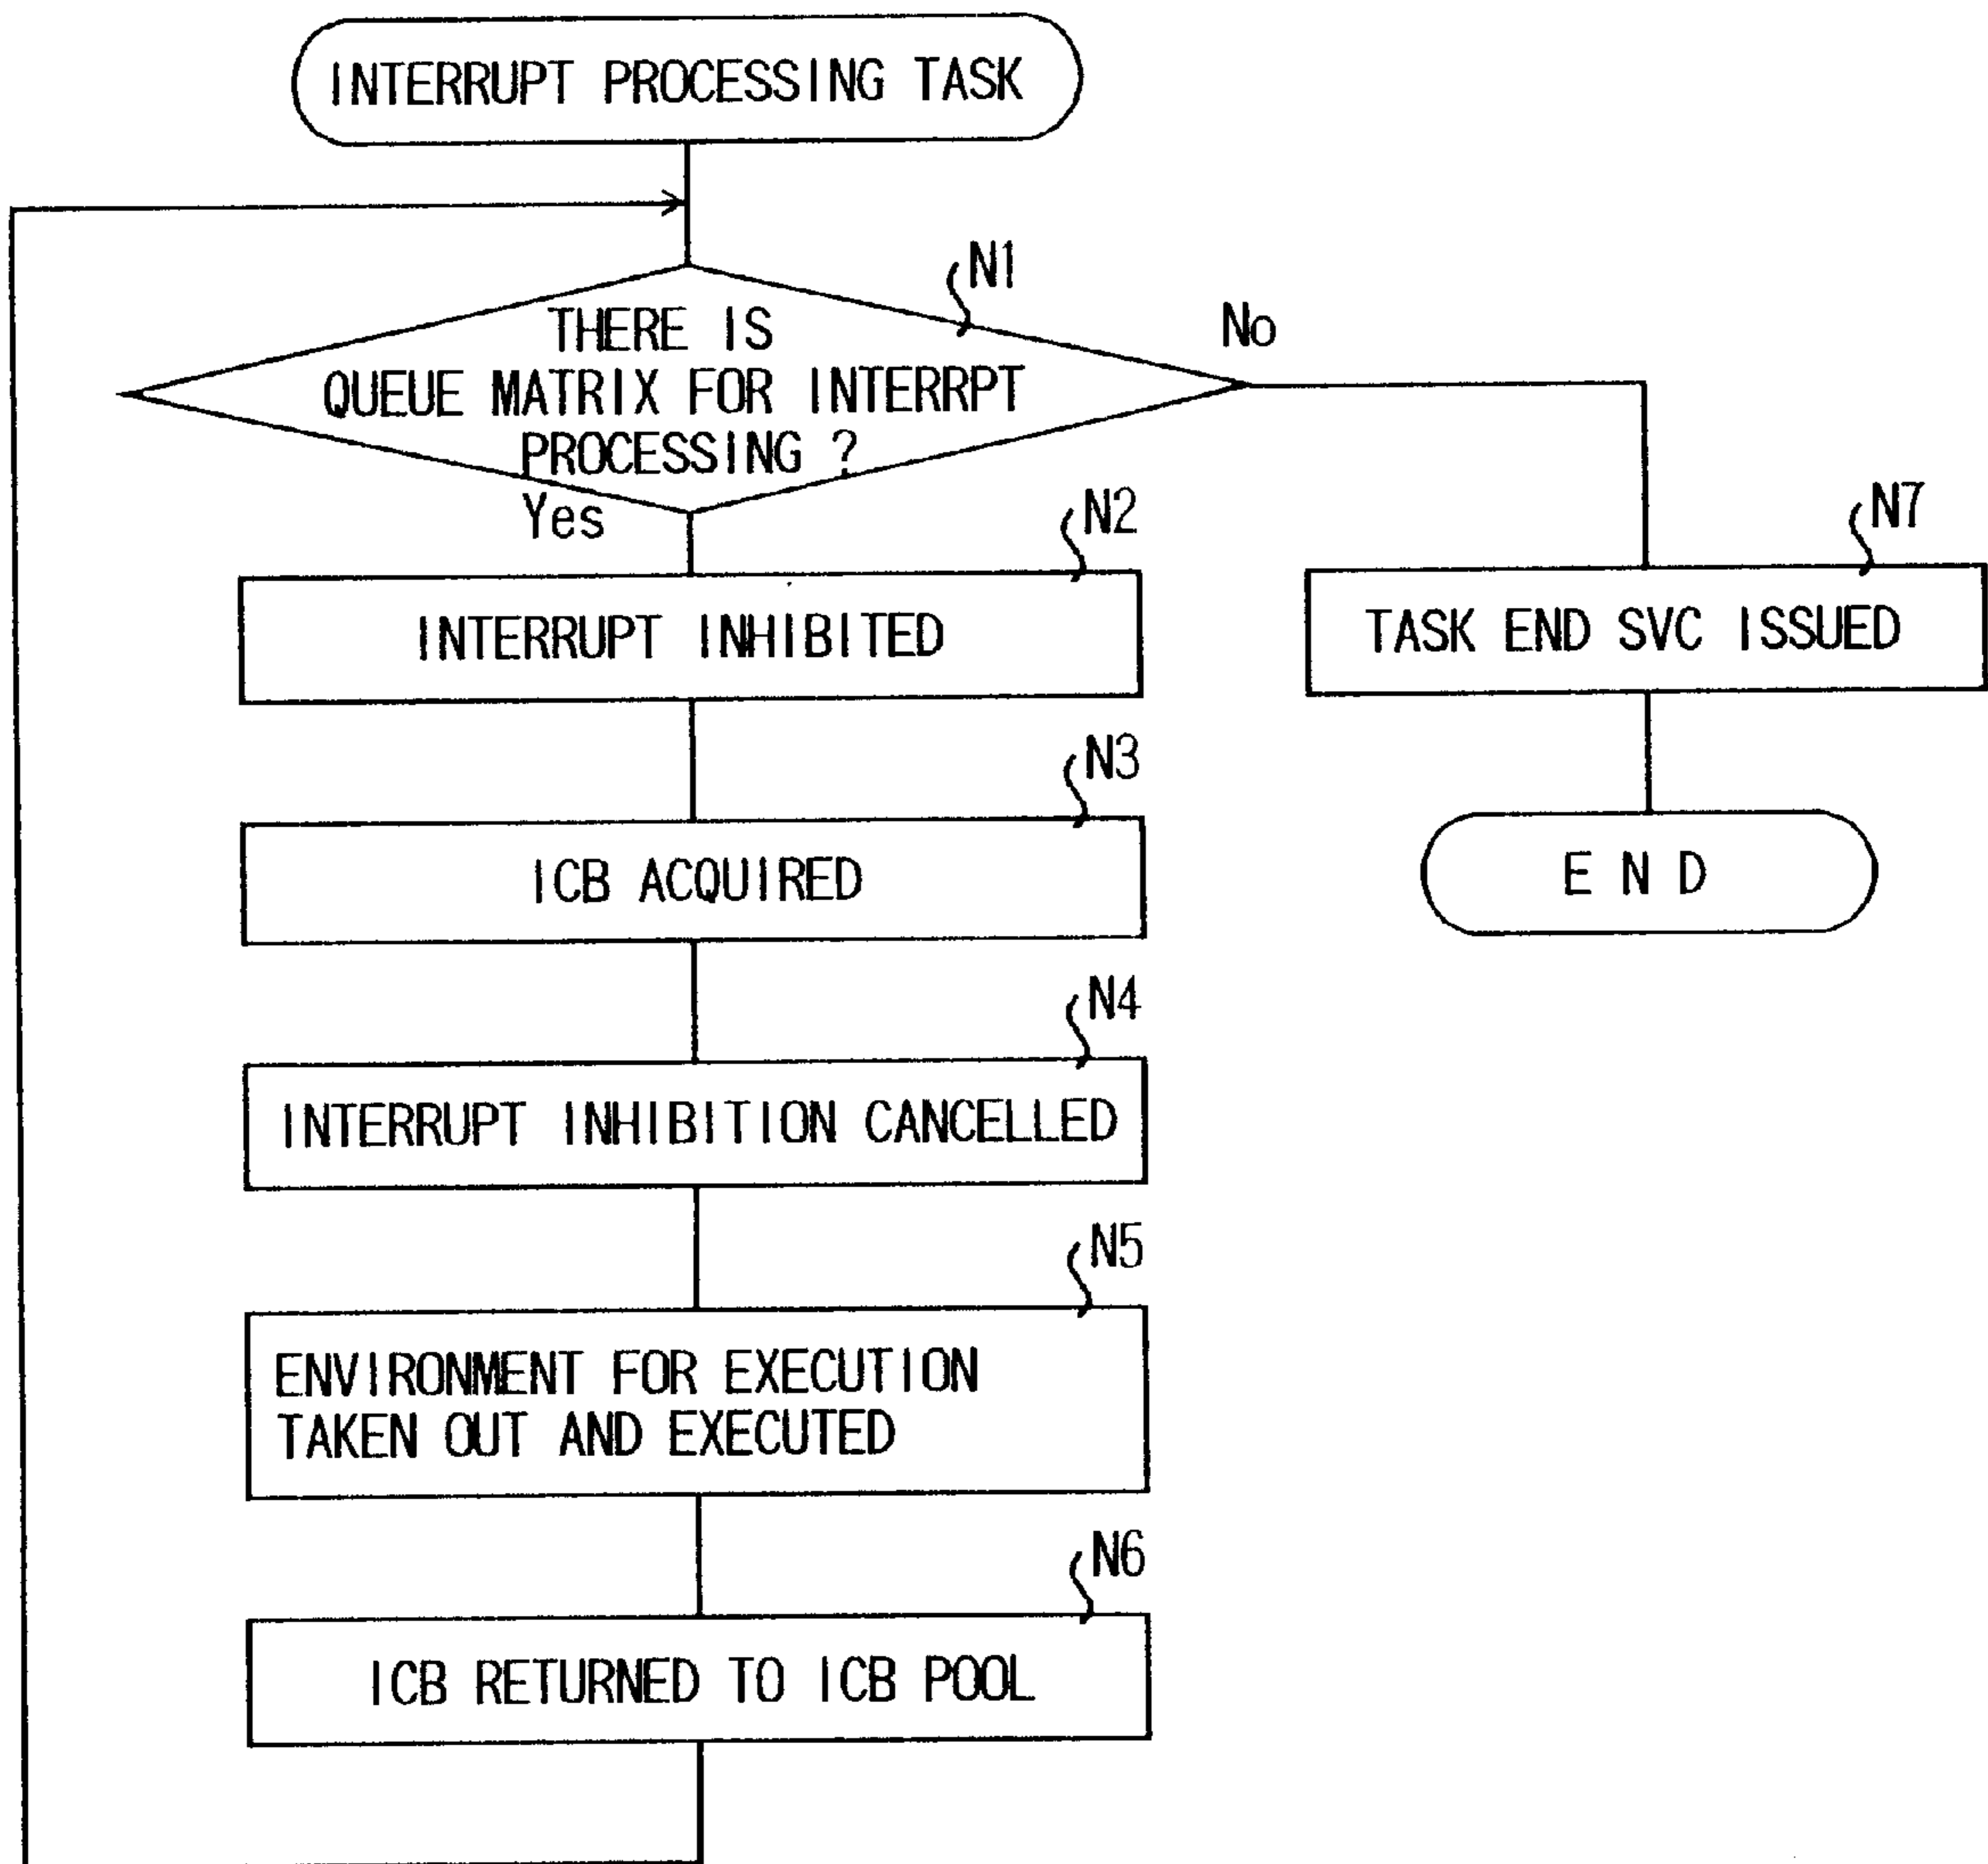 INTERRUPT PROCESSING TASK
N1
THERE IS
QUEUE MATRIX FOR INTERRPT
PROCESSING ?
No
Yes
N2
INTERRUPT INHIBITED
N7
TASK END SVC ISSUED
N3
ICB ACQUIRED
E N D
N4
INTERRUPT INHIBITION CANCELLED
N5
ENVIRONMENT FOR EXECUTION
TAKEN OUT AND EXECUTED
N6
ICB RETURNED TO ICB POOL